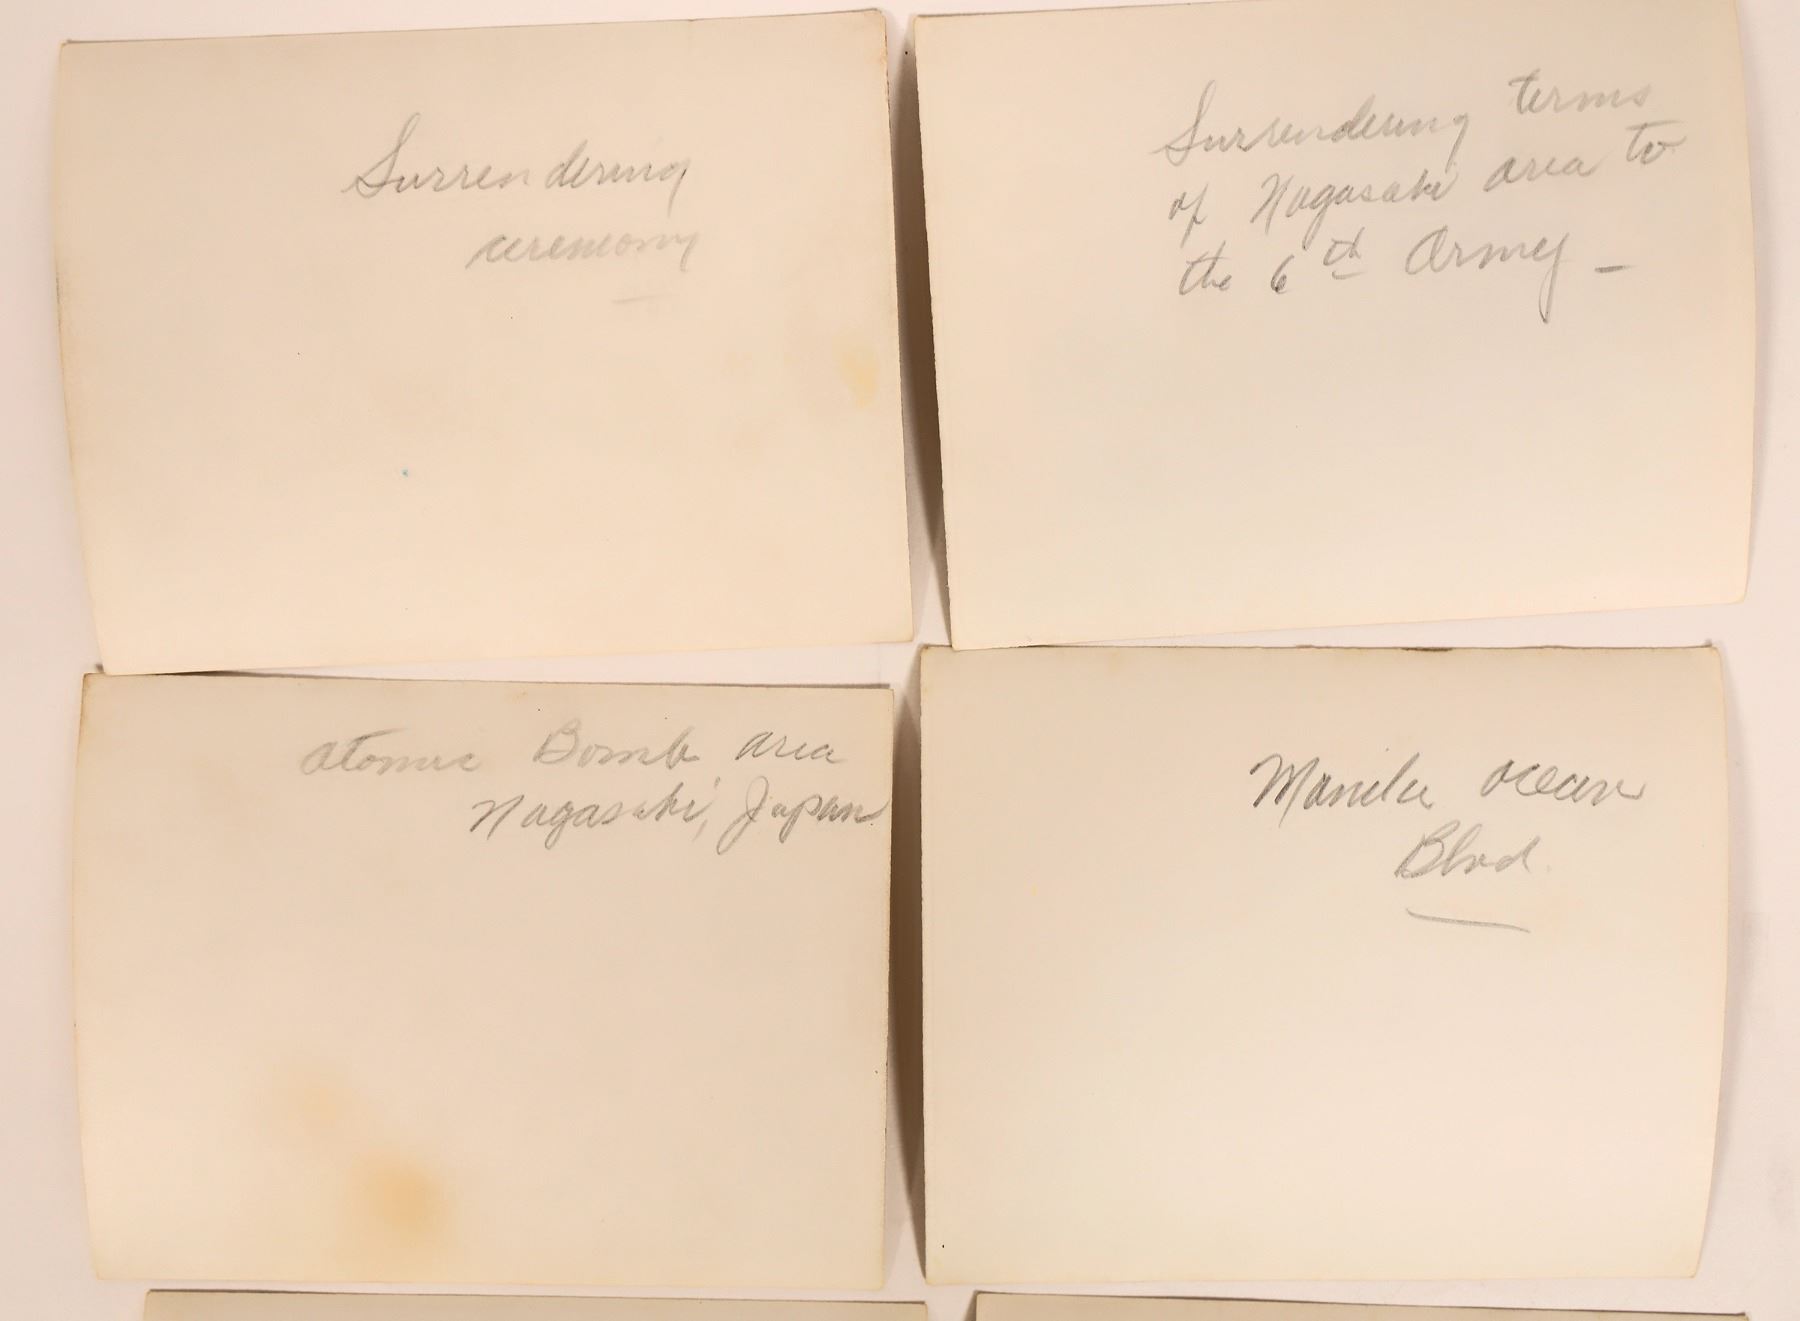 Surrendering
ceremony
Surrendering terms
of Nagasaki area to
the 6th Army -
Atomic Bomb area
Nagasaki, Japan
Manila ocean
Blvd.